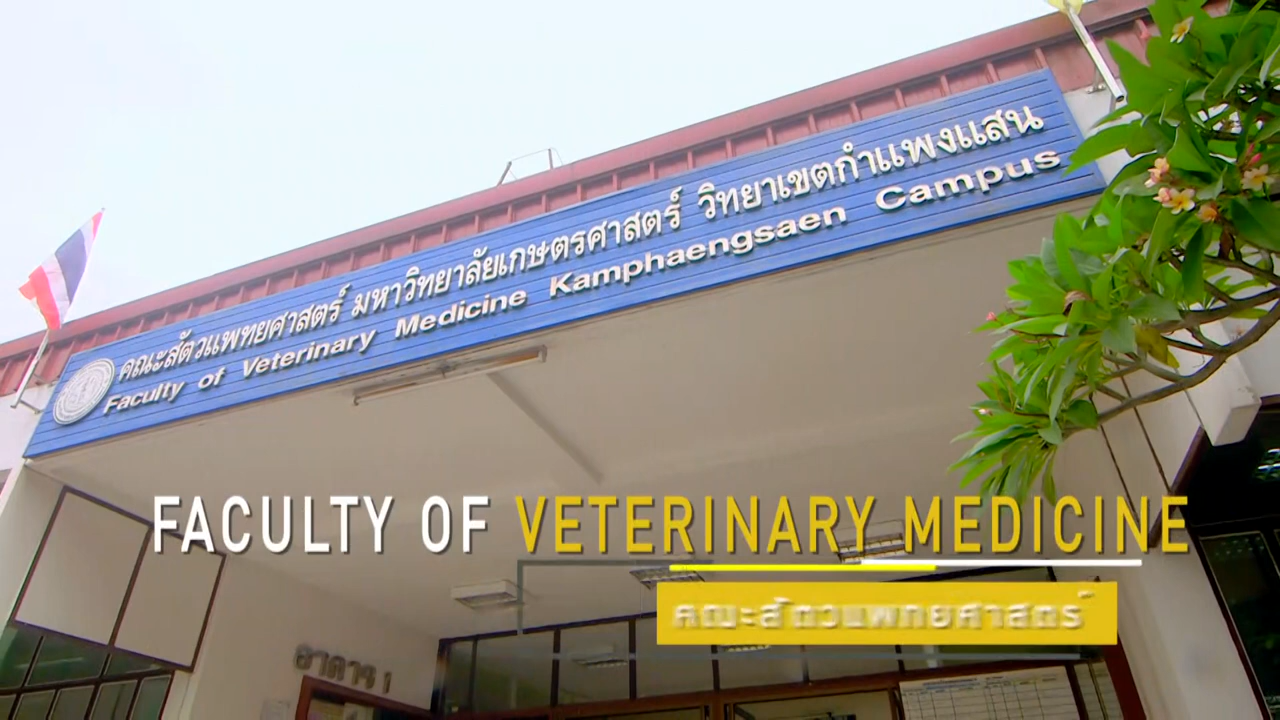 คณะสัตวแพทยศาสตร์ มหาวิทยาลัยเกษตรศาสตร์ วิทยาเขตกำแพงแสน
Faculty of Veterinary Medicine Kamphaengsaen Campus
FACULTY OF VETERINARY MEDICINE
คณะสัตวแพทยศาสตร์
อาคาร 1